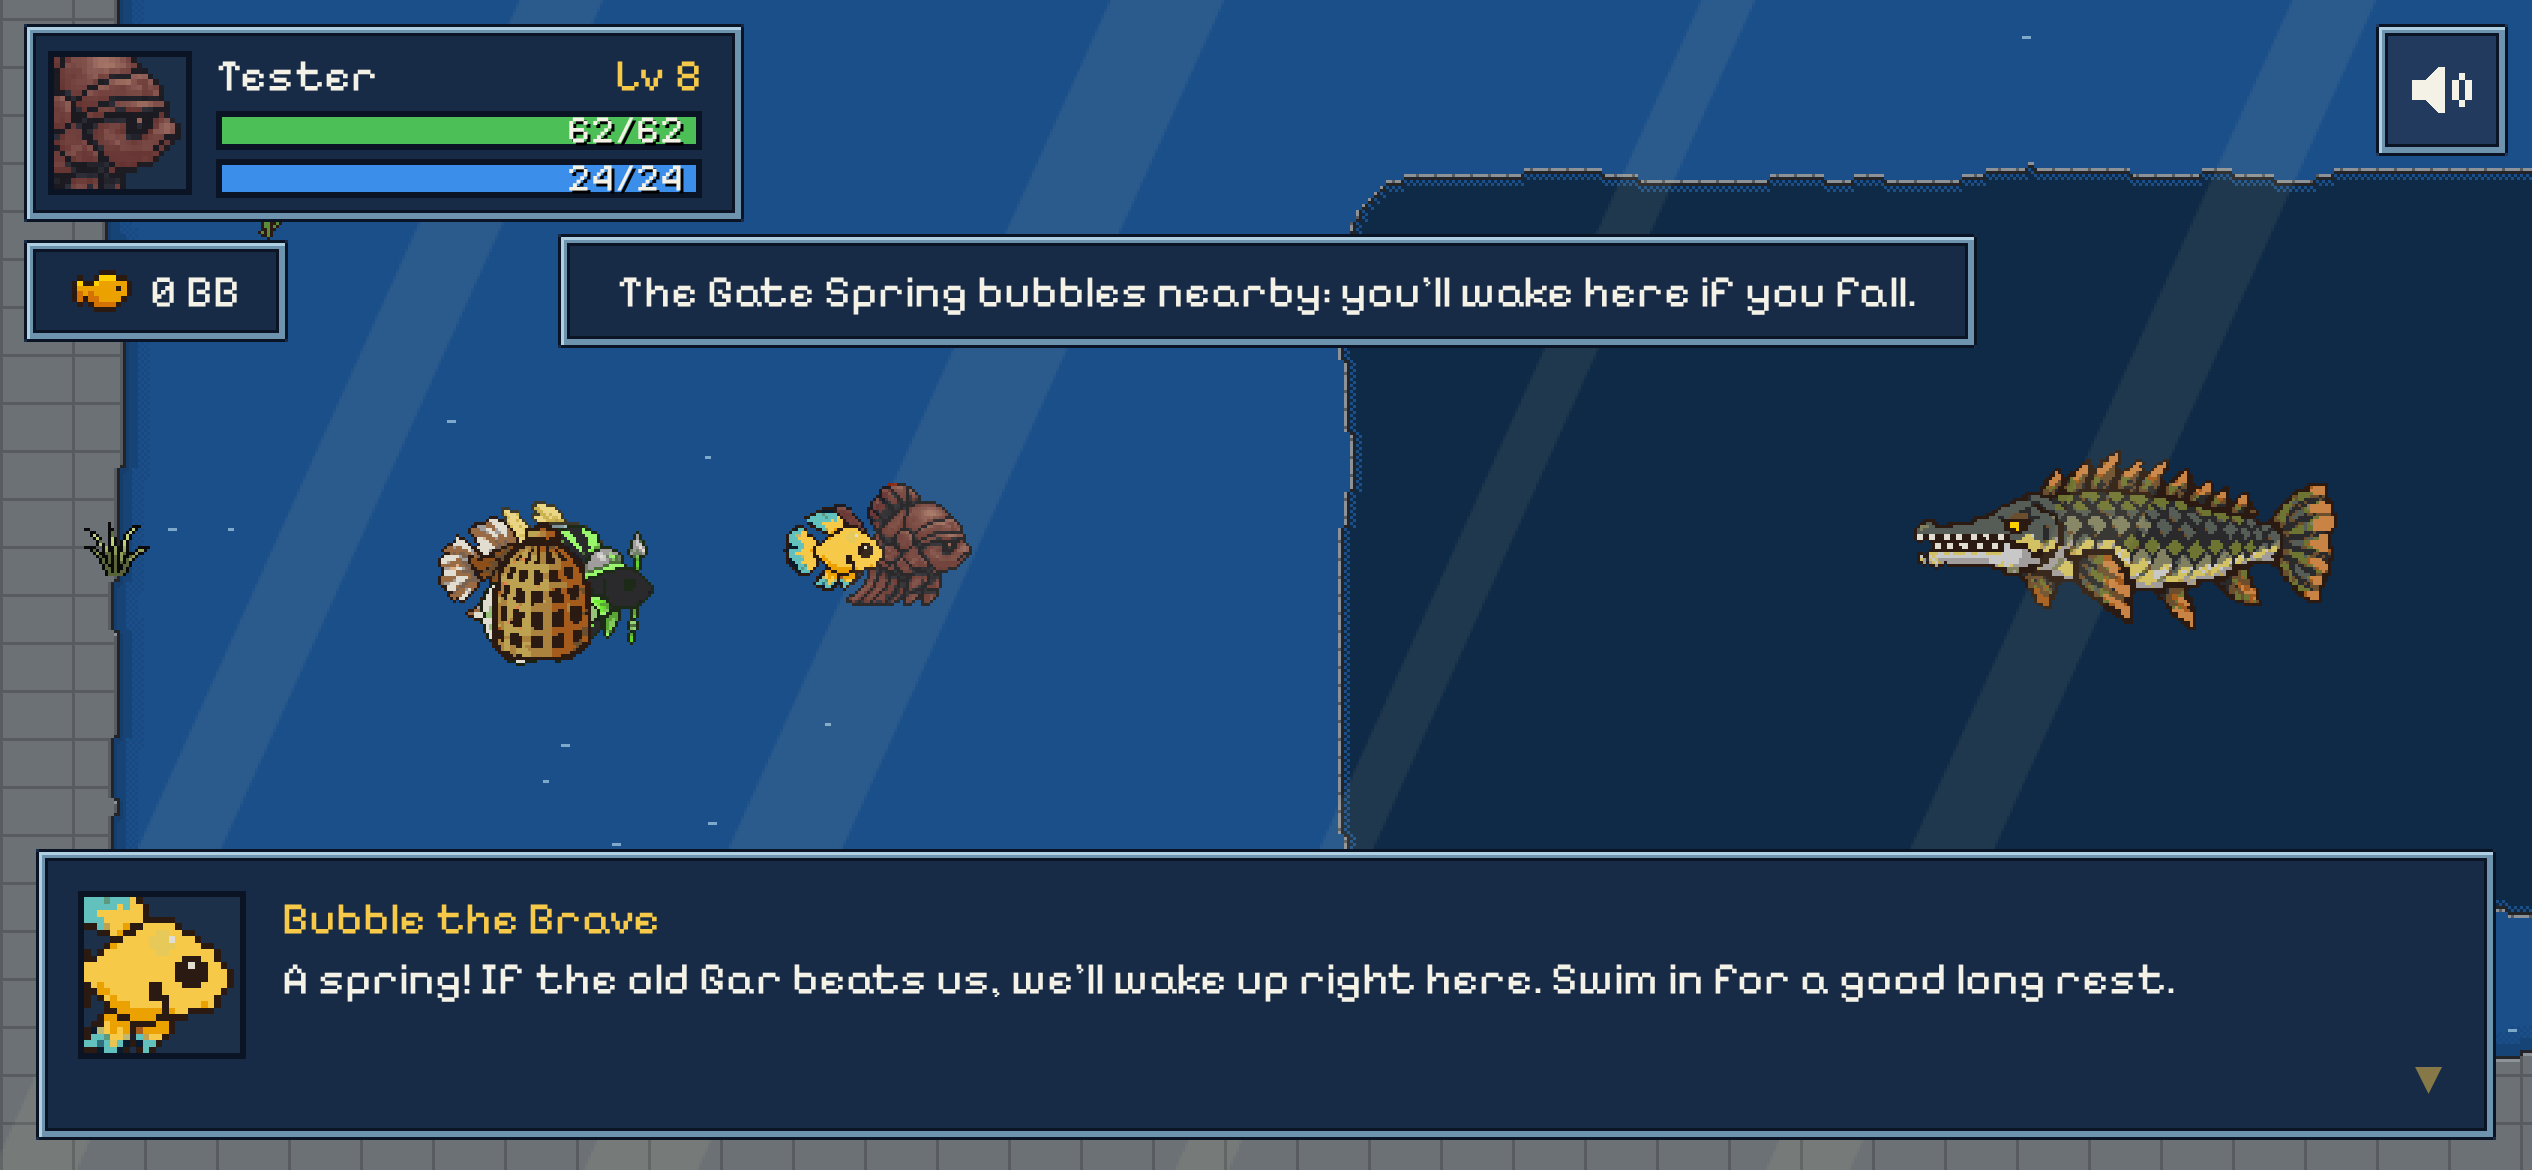 Tester
Lv 8
62/62
24/24
0 BB
The Gate Spring bubbles nearby: you'll wake here if you fall.
Bubble the Brave
A spring! If the old Gar beats us, we'll wake up right here. Swim in for a good long rest.